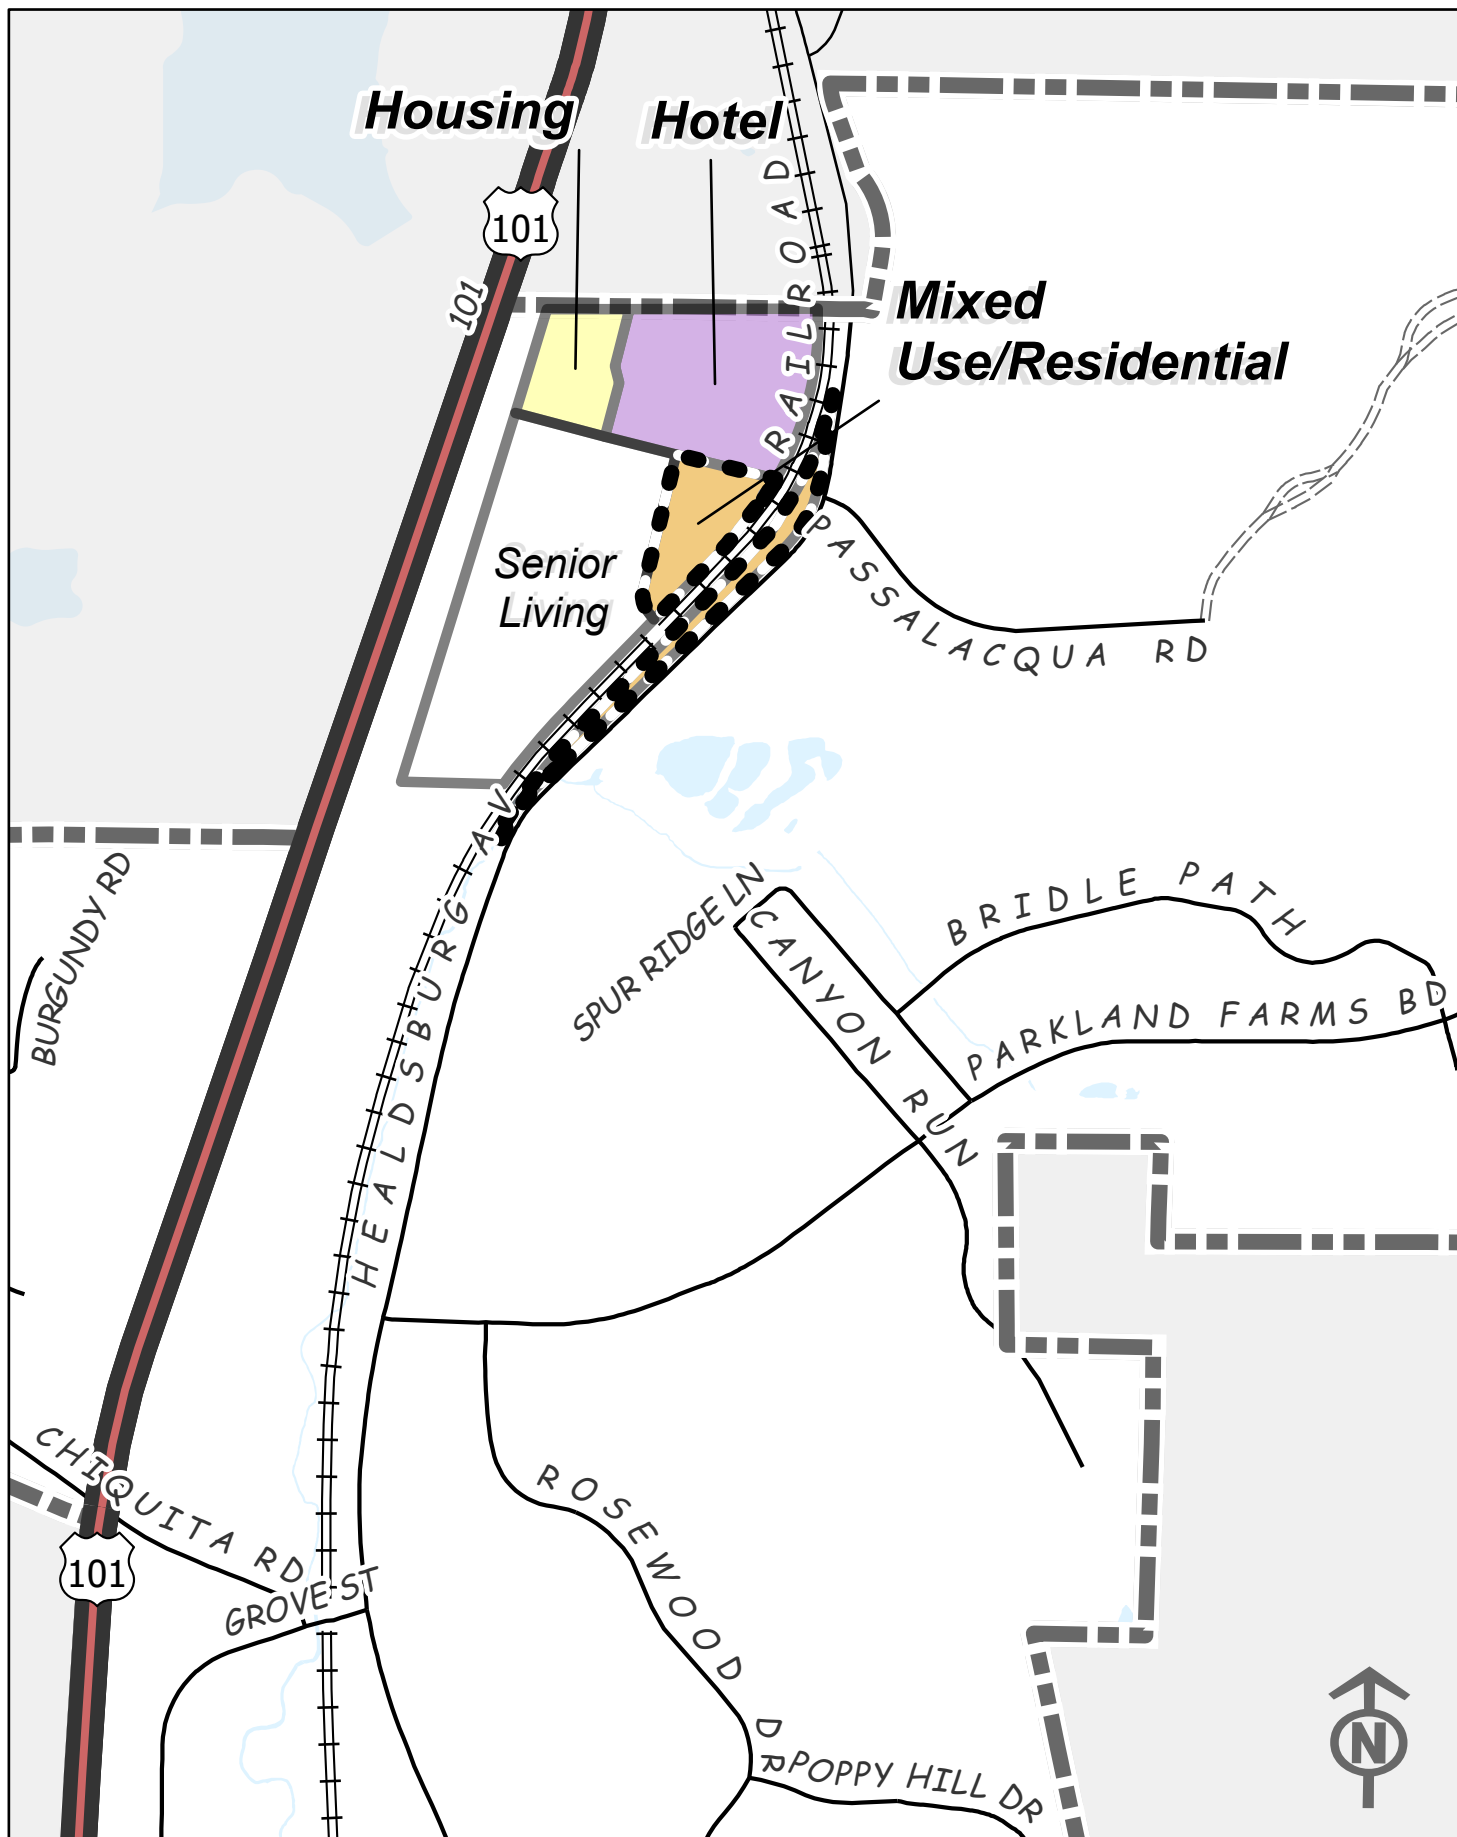 Housing
Hotel
101
101
RAILROAD
Mixed
Use/Residential
Senior
Living
PASSALACQUA RD
HEALDSBURG AV
BURGUNDY RD
SPUR RIDGE LN
CANYON RUN
BRIDLE PATH
PARKLAND FARMS BD
CHIQUITA RD
101
GROVE ST
ROSEWOOD DR
POPPY HILL DR
N